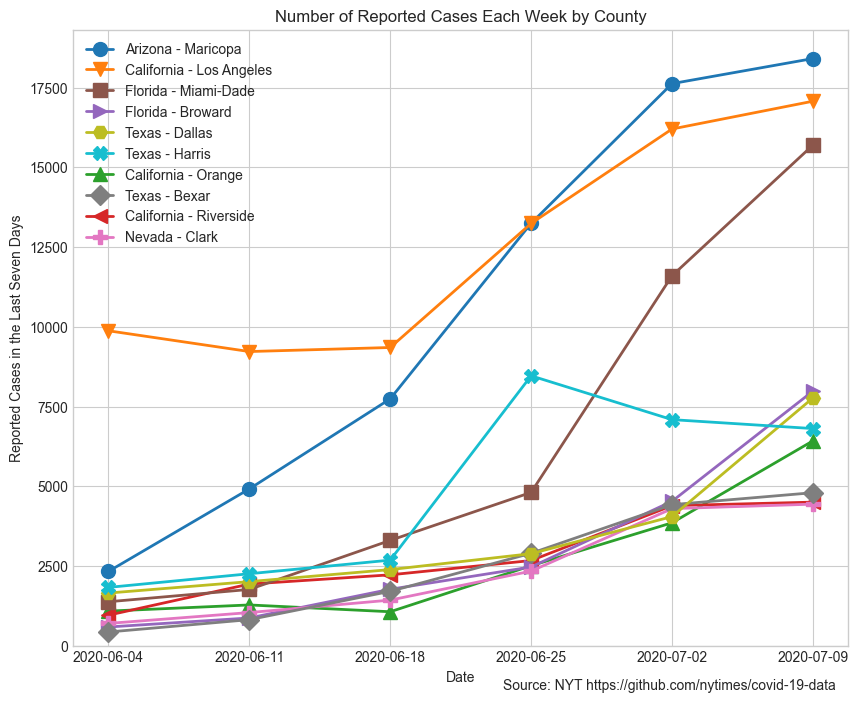 Number of Reported Cases Each Week by County
Arizona - Maricopa
California - Los Angeles
Florida - Miami-Dade
Florida - Broward
Texas - Dallas
Texas - Harris
California - Orange
Texas - Bexar
California - Riverside
Nevada - Clark
Reported Cases in the Last Seven Days
17500
15000
12500
10000
7500
5000
2500
0
2020-06-04 2020-06-11 2020-06-18 2020-06-25 2020-07-02 2020-07-09
Date
Source: NYT https://github.com/nytimes/covid-19-data